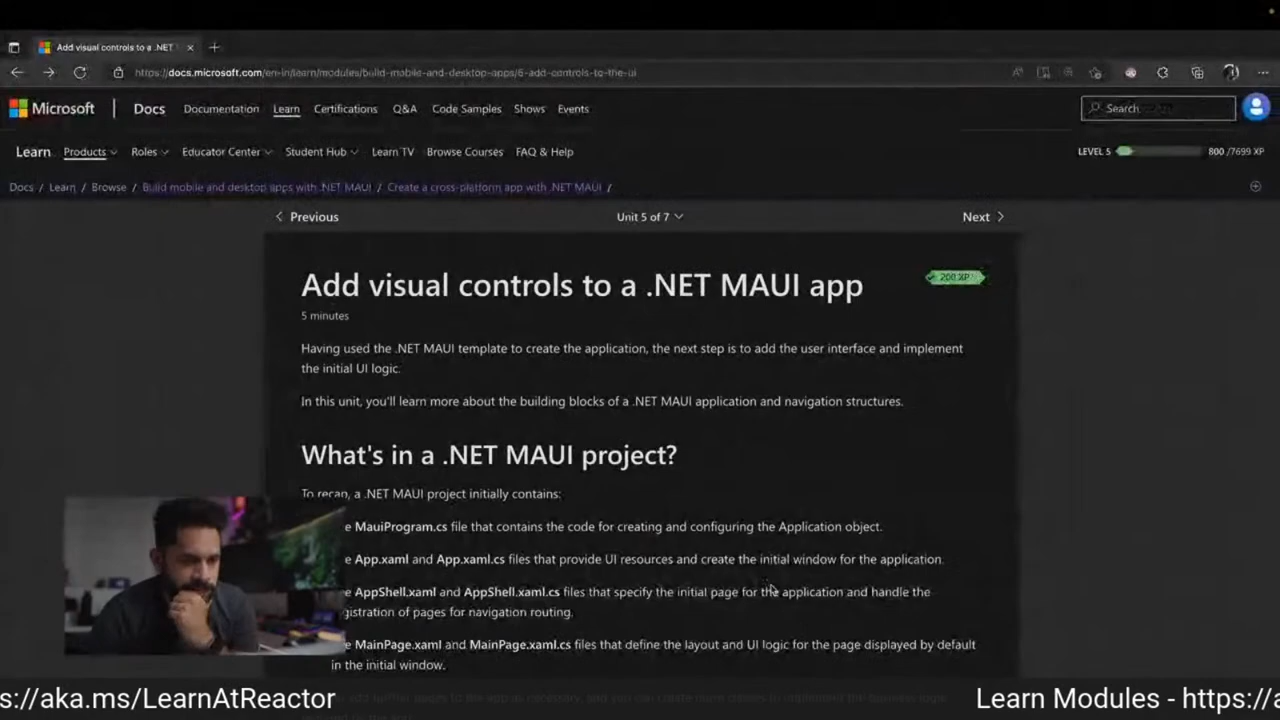 Add visual controls to a .NET
https://docs.microsoft.com/en-in/learn/modules/build-mobile-and-desktop-apps/6-add-controls-to-the-ui
Microsoft Docs Documentation Learn Certifications Q&A Code Samples Shows Events Search
Learn Products Roles Educator Center Student Hub Learn TV Browse Courses FAQ & Help LEVEL 5 800 /7699 XP
Docs / Learn / Browse / Build mobile and desktop apps with .NET MAUI / Create a cross-platform app with .NET MAUI /
Previous Unit 5 of 7 Next
Add visual controls to a .NET MAUI app 200 XP
5 minutes
Having used the .NET MAUI template to create the application, the next step is to add the user interface and implement
the initial UI logic.
In this unit, you'll learn more about the building blocks of a .NET MAUI application and navigation structures.
What's in a .NET MAUI project?
To recap, a .NET MAUI project initially contains:
e MauiProgram.cs file that contains the code for creating and configuring the Application object.
e App.xaml and App.xaml.cs files that provide UI resources and create the initial window for the application.
e AppShell.xaml and AppShell.xaml.cs files that specify the initial page for the application and handle the
gistration of pages for navigation routing.
e MainPage.xaml and MainPage.xaml.cs files that define the layout and UI logic for the page displayed by default
in the initial window.
s://aka.ms/LearnAtReactor Learn Modules - https://a